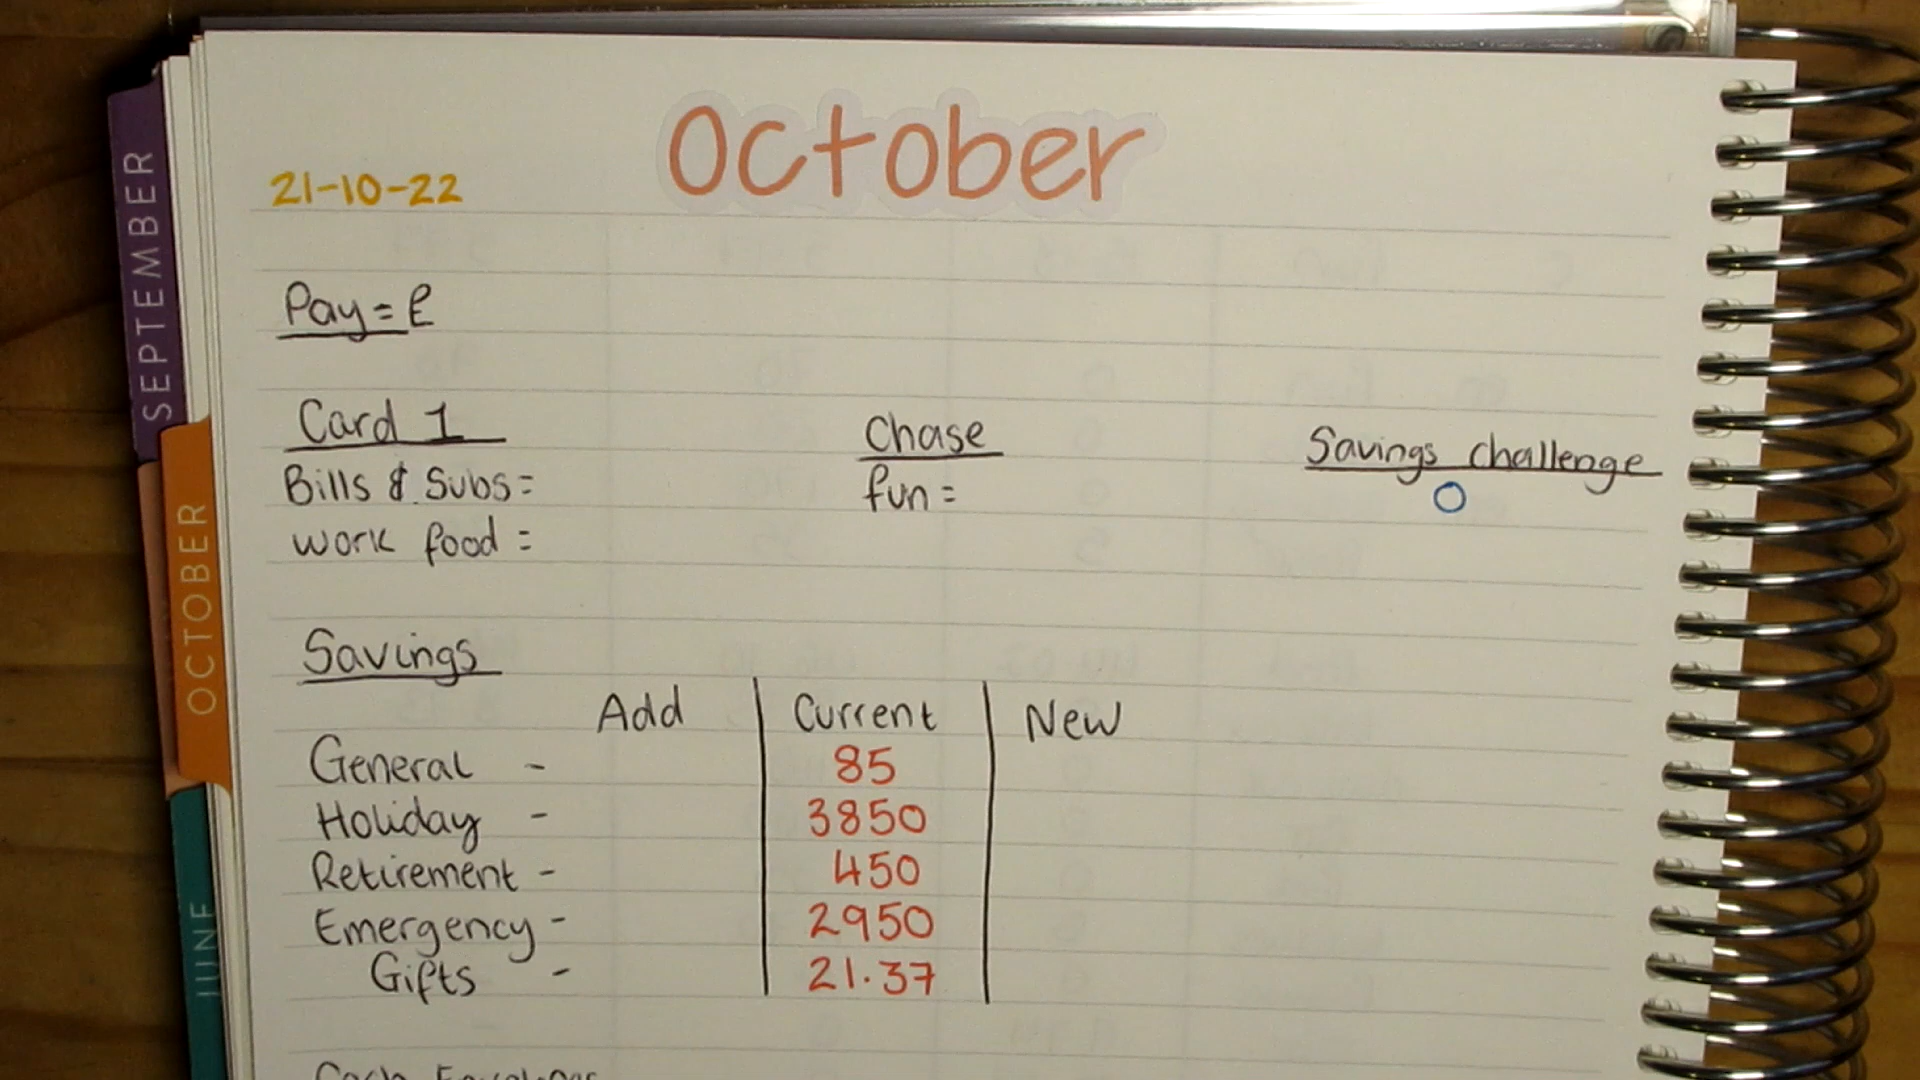 October
21-10-22
Pay = £
Card 1
Bills & Subs =
Work food =
Chase
fun =
Savings challenge
0
Savings
Add Current New
General - 85
Holiday - 3850
Retirement - 450
Emergency - 2950
Gifts - 21.37
SEPTEMBER
OCTOBER
JUNE